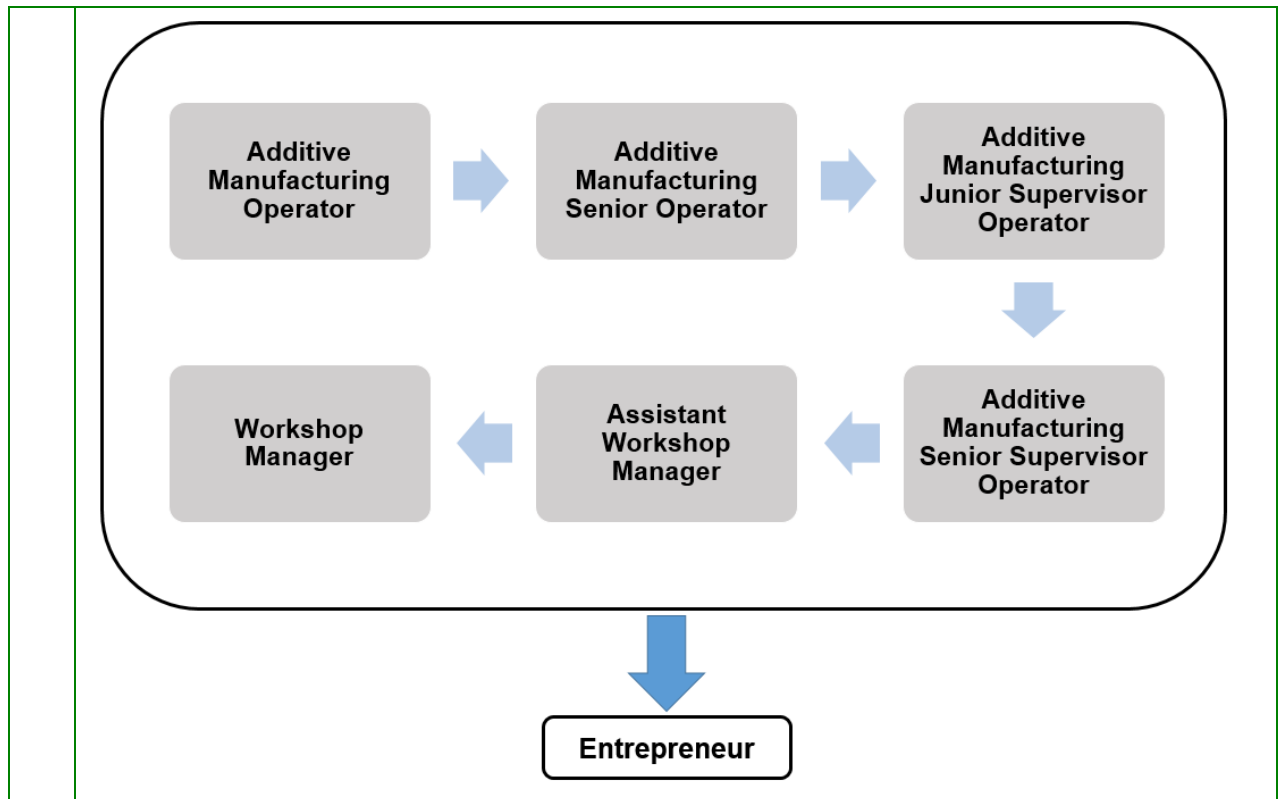 Additive
Manufacturing
Operator
Additive
Manufacturing
Senior Operator
Additive
Manufacturing
Junior Supervisor
Operator
Additive
Manufacturing
Senior Supervisor
Operator
Assistant
Workshop
Manager
Workshop
Manager
Entrepreneur